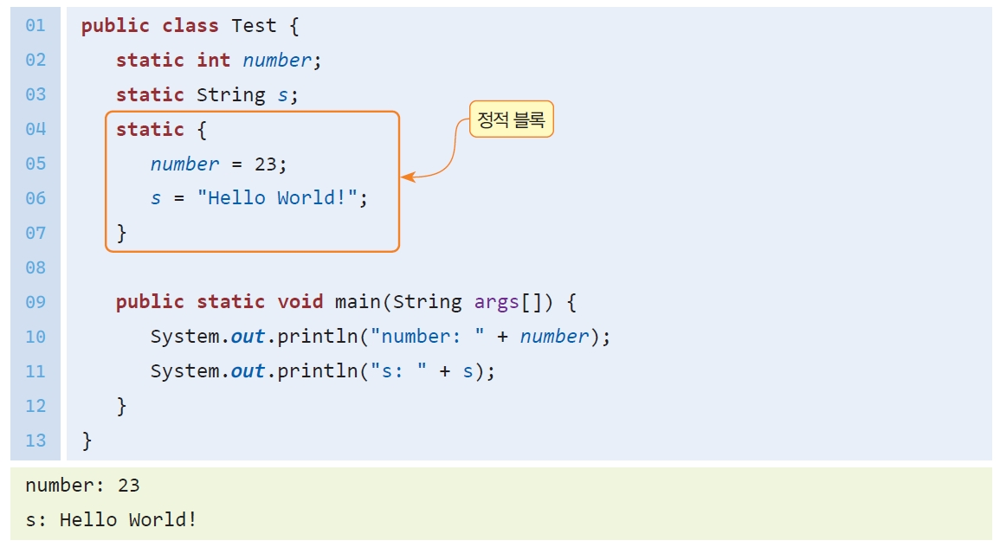 01 public class Test {
02 static int number;
03 static String s;
04 static {
정적 블록
05 number = 23;
06 s = "Hello World!";
07 }
08
09 public static void main(String args[]) {
10 System.out.println("number: " + number);
11 System.out.println("s: " + s);
12 }
13 }
number: 23
s: Hello World!